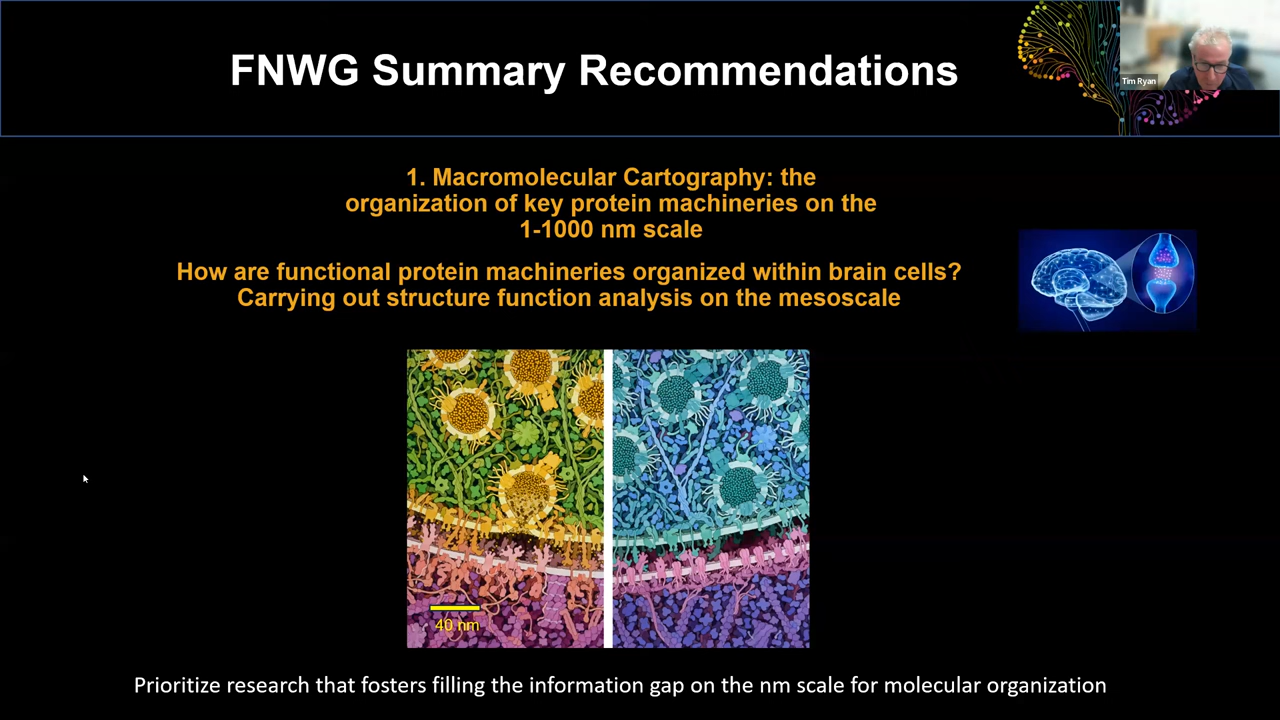 FNWG Summary Recommendations
Tim Ryan
1. Macromolecular Cartography: the
organization of key protein machineries on the
1-1000 nm scale
How are functional protein machineries organized within brain cells?
Carrying out structure function analysis on the mesoscale
40 nm
Prioritize research that fosters filling the information gap on the nm scale for molecular organization